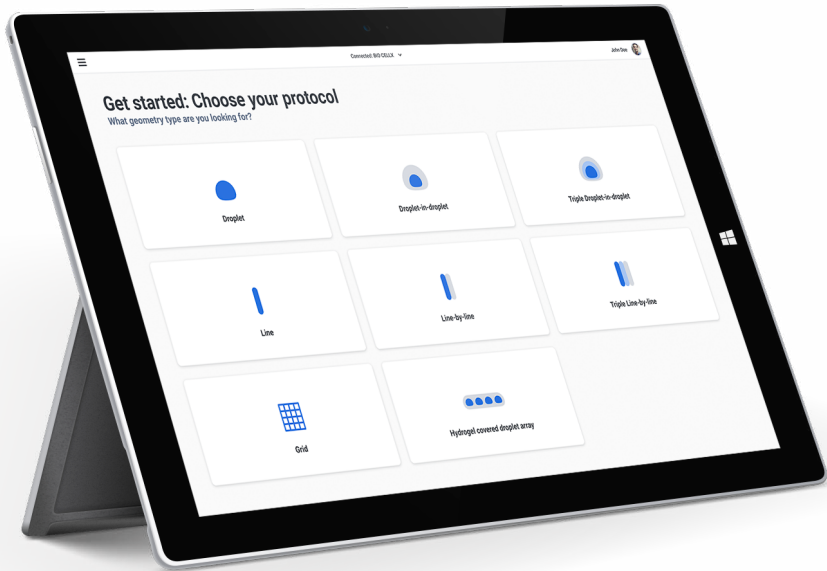 Connected: BIO CELLX
John Doe
Get started: Choose your protocol
What geometry type are you looking for?
Droplet
Droplet-in-droplet
Triple Droplet-in-droplet
Line
Line-by-line
Triple Line-by-line
Grid
Hydrogel covered droplet array